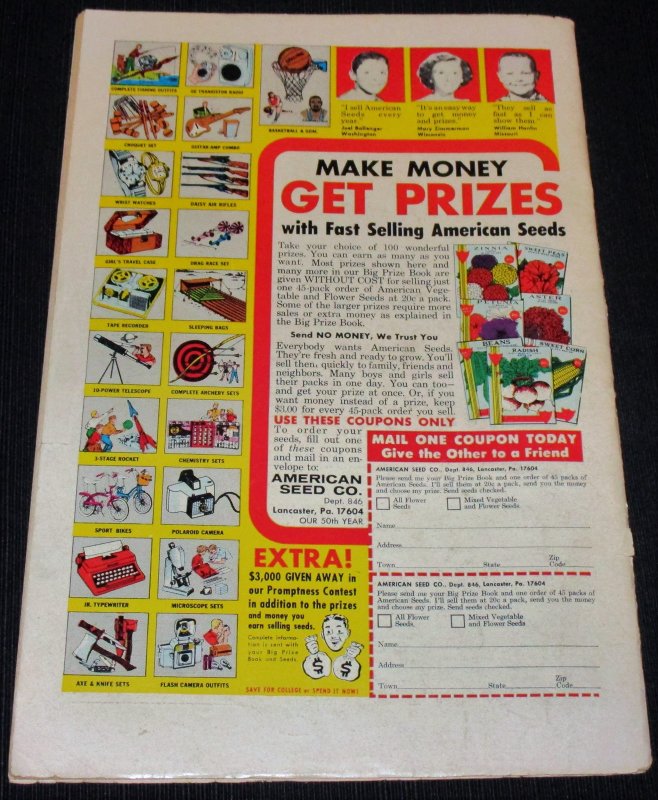 COMPLETE FISHING OUTFITS
GE TRANSISTOR RADIO
BASKETBALL & GOAL
CROQUET SET
GUITAR-AMP COMBO
WRIST WATCHES
DAISY AIR RIFLES
GIRL'S TRAVEL CASE
DRAG RACE SET
TAPE RECORDER
SLEEPING BAGS
30-POWER TELESCOPE
COMPLETE ARCHERY SETS
3-STAGE ROCKET
CHEMISTRY SETS
SPORT BIKES
POLAROID CAMERA
JR. TYPEWRITER
MICROSCOPE SETS
AXE & KNIFE SETS
FLASH CAMERA OUTFITS
"I sell American
Seeds every
year."
Joel Ballenger
Washington
"It's an easy way
to get money
and prizes."
Mary Zimmerman
Wisconsin
"They sell as
fast as I can
show them."
William Hanlin
Missouri
MAKE MONEY
GET PRIZES
with Fast Selling American Seeds
Take your choice of 100 wonderful
prizes. You can earn as many as you
want. Most prizes shown here and
many more in our Big Prize Book are
given WITHOUT COST for selling just
one 45-pack order of American Vege-
table and Flower Seeds at 20c a pack.
Some of the larger prizes require more
sales or extra money as explained in
the Big Prize Book.
Send NO MONEY, We Trust You
Everybody wants American Seeds.
They're fresh and ready to grow. You'll
sell them, quickly to family, friends and
neighbors. Many boys and girls sell
their packs in one day. You can too—
and get your prize at once. Or, if you
want money instead of a prize, keep
$3.00 for every 45-pack order you sell.
USE THESE COUPONS ONLY
To order your
seeds, fill out one
of these coupons
and mail in an en-
velope to:
AMERICAN
SEED CO.
Dept. 846
Lancaster, Pa. 17604
OUR 50TH YEAR
ZINNIA
SWEET PEAS
PETUNIA
ASTER
BEANS
RADISH
SWEET CORN
MAIL ONE COUPON TODAY
Give the Other to a Friend
AMERICAN SEED CO., Dept. 846, Lancaster, Pa. 17604
Please send me your Big Prize Book and one order of 45 packs of
American Seeds. I'll sell them at 20c a pack, send you the money
and choose my prize. Send seeds checked.
All Flower
Seeds
Mixed Vegetable
and Flower Seeds
Name
Address
Town State Zip Code
AMERICAN SEED CO., Dept. 846, Lancaster, Pa. 17604
Please send me your Big Prize Book and one order of 45 packs of
American Seeds. I'll sell them at 20c a pack, send you the money
and choose my prize. Send seeds checked.
All Flower
Seeds
Mixed Vegetable
and Flower Seeds
Name
Address
Town State Zip Code
EXTRA!
$3,000 GIVEN AWAY in
our Promptness Contest
in addition to the prizes
and money you
earn selling seeds.
Complete informa-
tion is sent with
your Big Prize
Book and Seeds.
$ $
SAVE FOR COLLEGE or SPEND IT NOW!